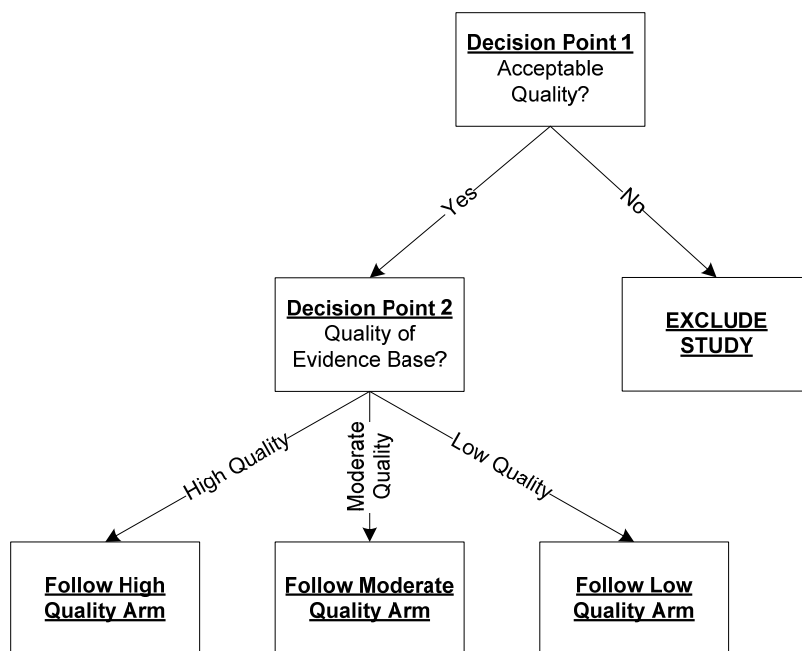 Decision Point 1
Acceptable
Quality?
Yes
No
Decision Point 2
Quality of
Evidence Base?
EXCLUDE
STUDY
High Quality
Moderate
Quality
Low Quality
Follow High
Quality Arm
Follow Moderate
Quality Arm
Follow Low
Quality Arm